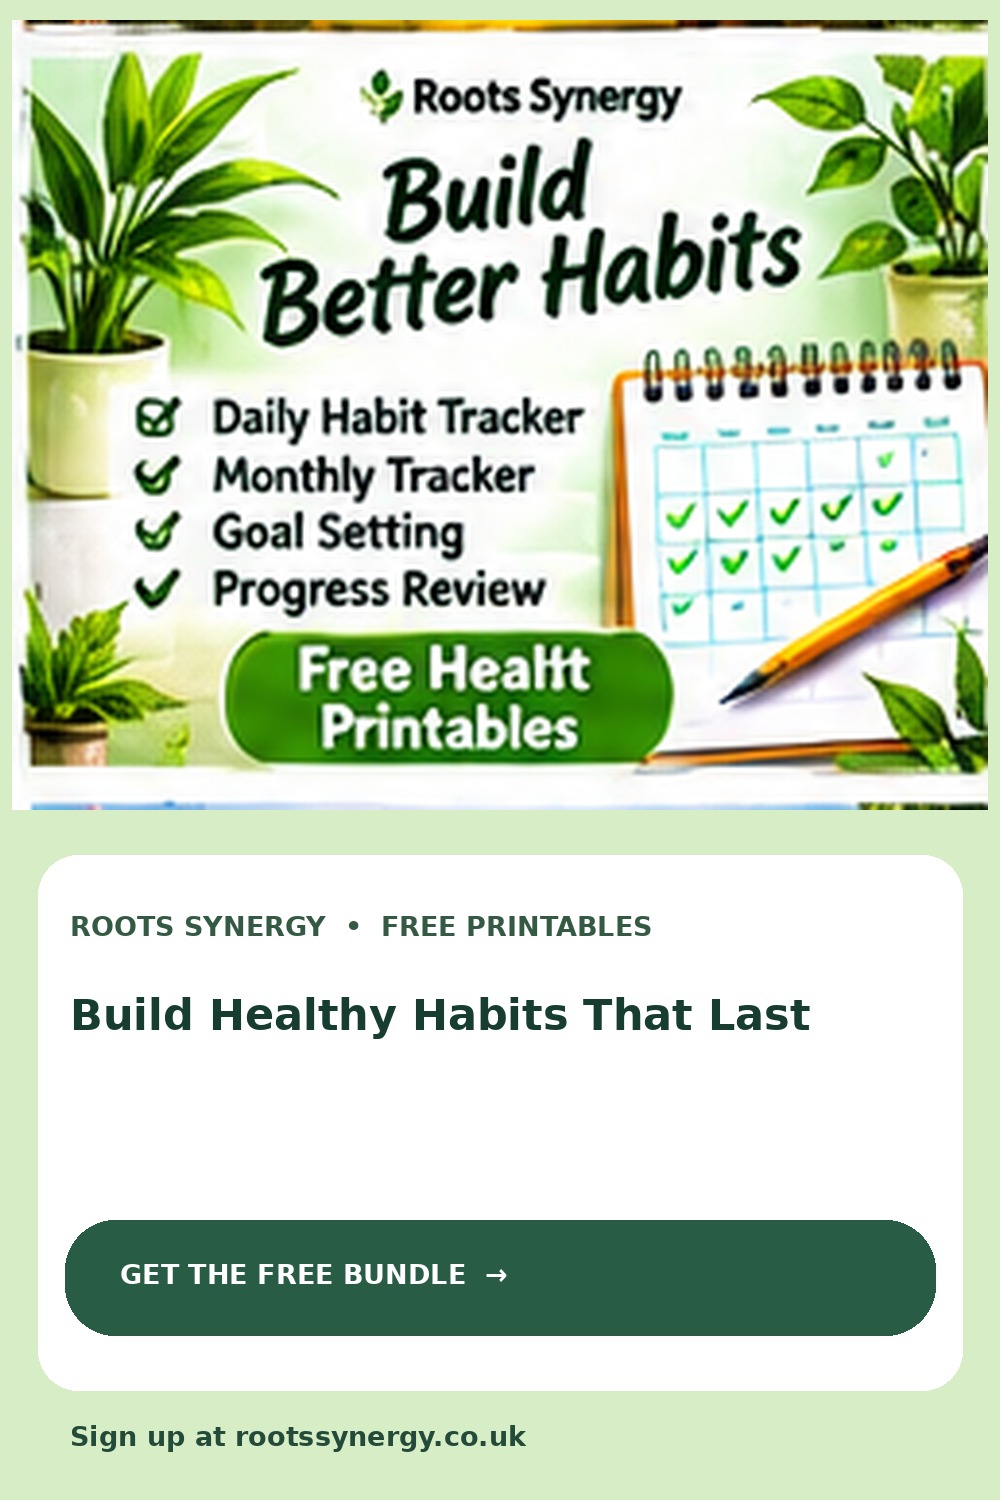 Roots Synergy
Build
Better Habits
Daily Habit Tracker
Monthly Tracker
Goal Setting
Progress Review
Free Healft
Printables
ROOTS SYNERGY • FREE PRINTABLES
Build Healthy Habits That Last
GET THE FREE BUNDLE →
Sign up at rootssynergy.co.uk